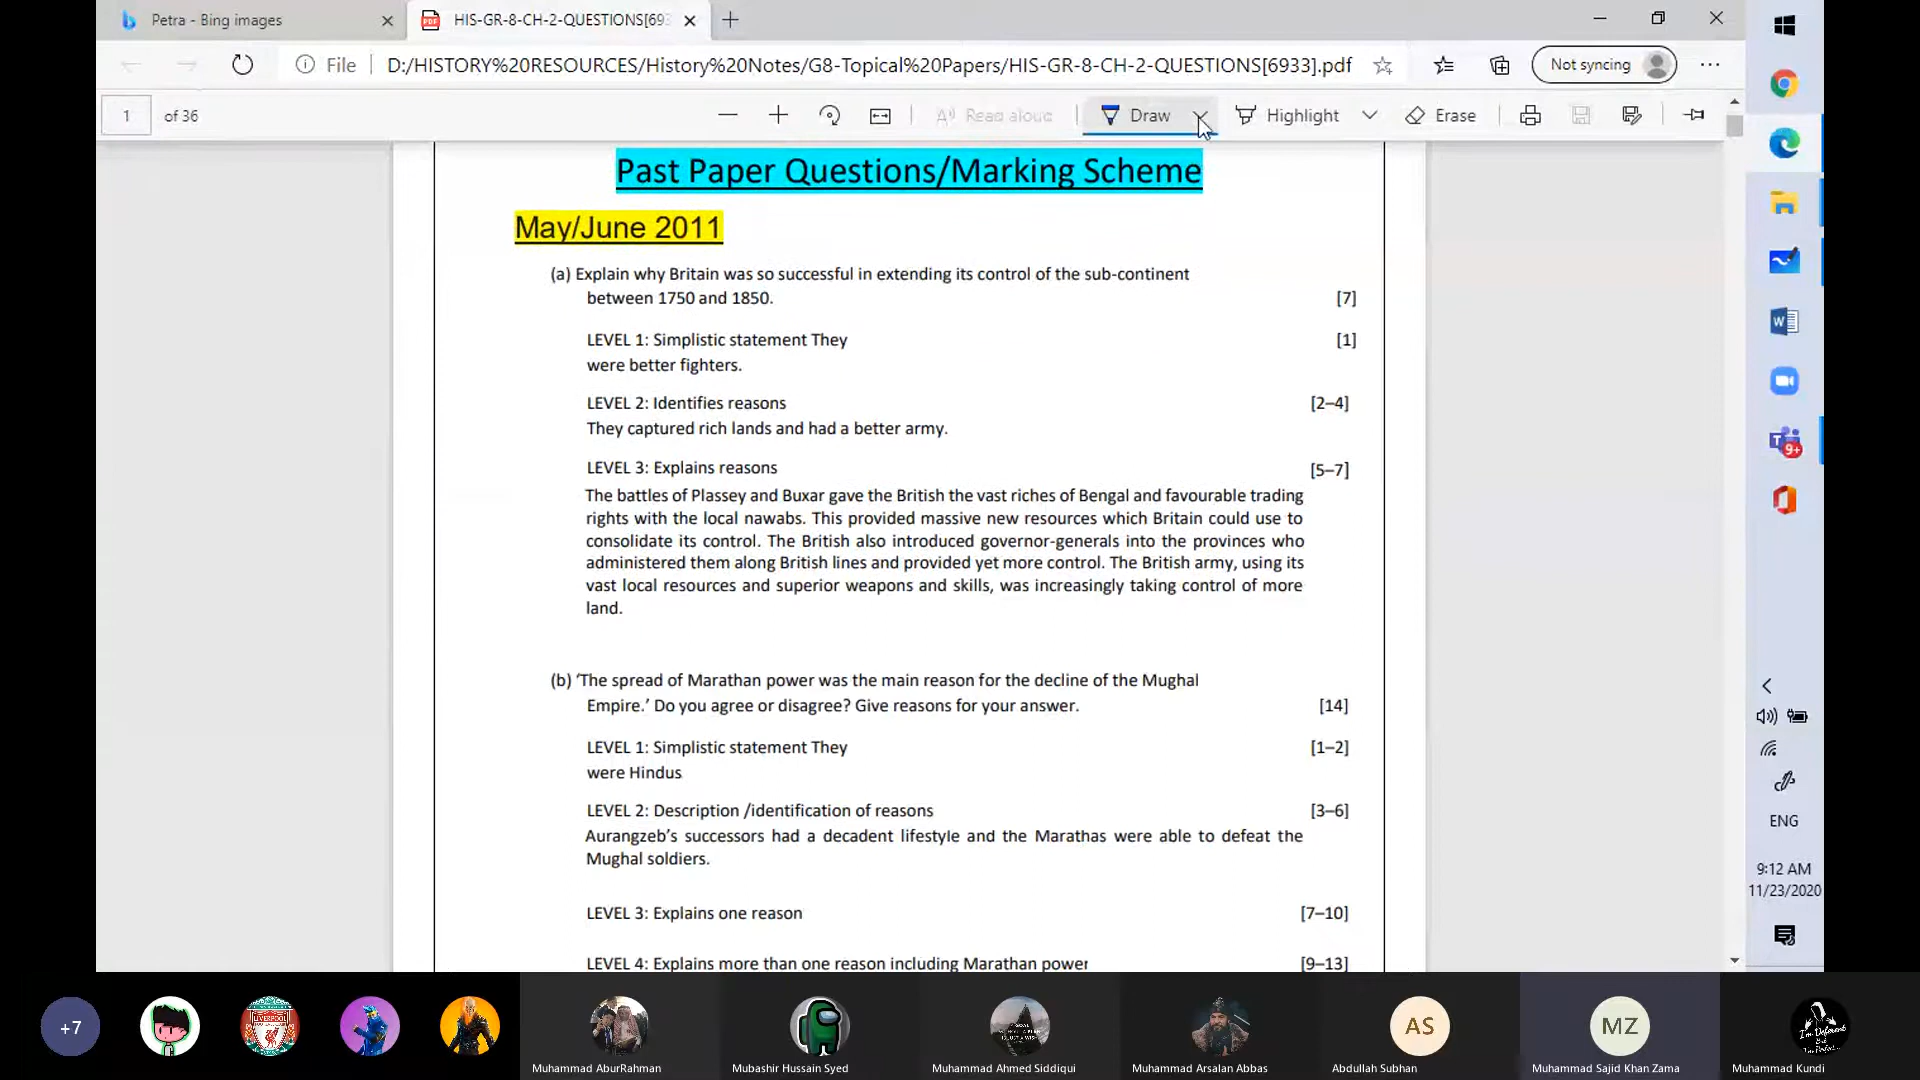 Petra - Bing images
HIS-GR-8-CH-2-QUESTIONS[693
File
D:/HISTORY%20RESOURCES/History%20Notes/G8-Topical%20Papers/HIS-GR-8-CH-2-QUESTIONS[6933].pdf
Not syncing
1 of 36
Read aloud
Draw
Highlight
Erase
Past Paper Questions/Marking Scheme
May/June 2011
(a) Explain why Britain was so successful in extending its control of the sub-continent
between 1750 and 1850. [7]
LEVEL 1: Simplistic statement They [1]
were better fighters.
LEVEL 2: Identifies reasons [2–4]
They captured rich lands and had a better army.
LEVEL 3: Explains reasons [5–7]
The battles of Plassey and Buxar gave the British the vast riches of Bengal and favourable trading
rights with the local nawabs. This provided massive new resources which Britain could use to
consolidate its control. The British also introduced governor-generals into the provinces who
administered them along British lines and provided yet more control. The British army, using its
vast local resources and superior weapons and skills, was increasingly taking control of more
land.
(b) ‘The spread of Marathan power was the main reason for the decline of the Mughal
Empire.’ Do you agree or disagree? Give reasons for your answer. [14]
LEVEL 1: Simplistic statement They [1–2]
were Hindus
LEVEL 2: Description /identification of reasons [3–6]
Aurangzeb’s successors had a decadent lifestyle and the Marathas were able to defeat the
Mughal soldiers.
LEVEL 3: Explains one reason [7–10]
LEVEL 4: Explains more than one reason including Marathan power [9–13]
9+
ENG
9:12 AM
11/23/2020
+7
LIVERPOOL
AS
MZ
Muhammad AburRahman
Mubashir Hussain Syed
Muhammad Ahmed Siddiqui
Muhammad Arsalan Abbas
Abdullah Subhan
Muhammad Sajid Khan Zama
Muhammad Kundi